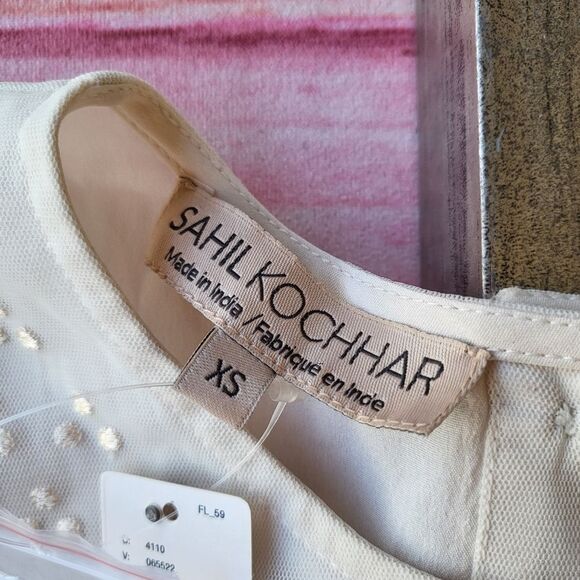 SAHIL KOCHHAR
Made in India / Fabrique en Inde
XS
FL_59
4110
V: 065522